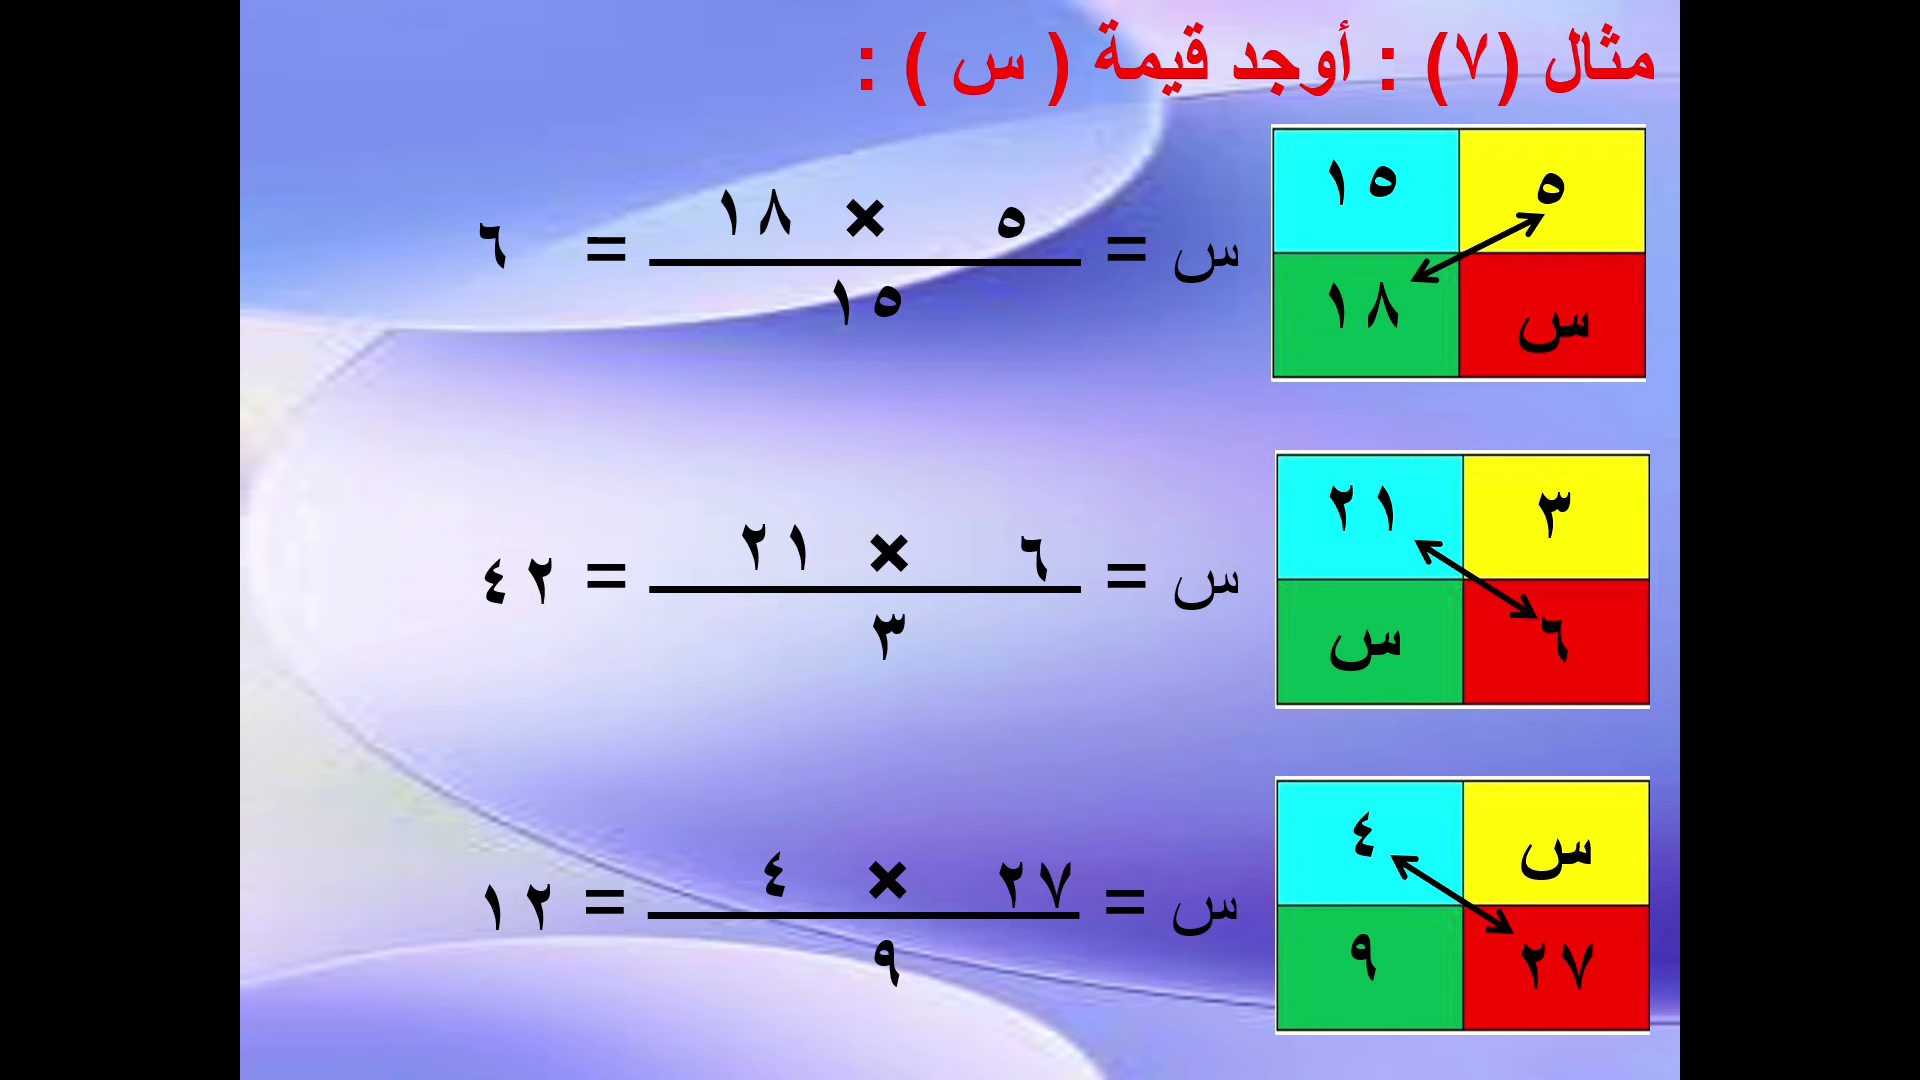 مثال (٧) : أوجد قيمة ( س ) :
٥ ١٥
س ١٨
س = ٥ × ١٨ = ٦
١٥
٣ ٢١
٦ س
س = ٦ × ٢١ = ٤٢
٣
س ٤
٢٧ ٩
س = ٢٧ × ٤ = ١٢
٩